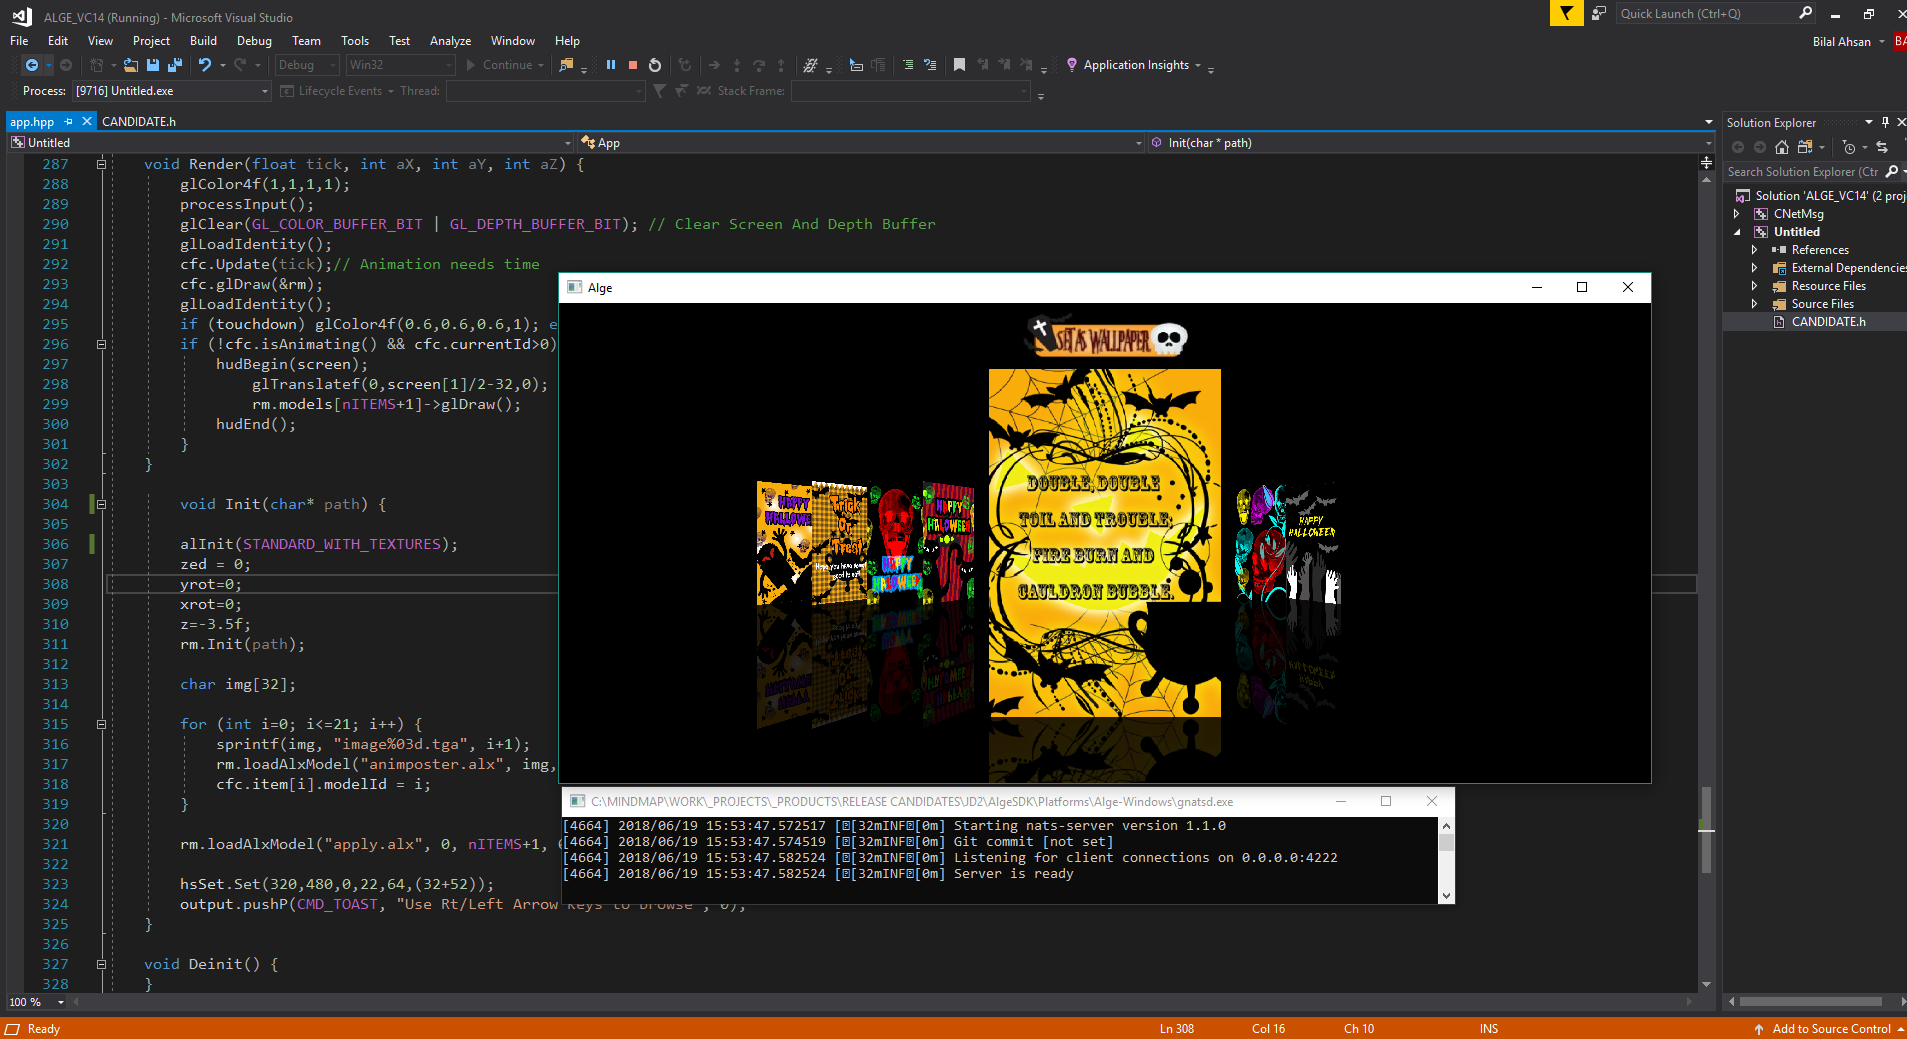 ALGE_VC14 (Running) - Microsoft Visual Studio
Quick Launch (Ctrl+Q)
File Edit View Project Build Debug Team Tools Test Analyze Window Help
Bilal Ahsan BA
Debug Win32 Continue Application Insights
Process: [9716] Untitled.exe Lifecycle Events Thread: Stack Frame:
app.hpp CANDIDATE.h
Untitled App Init(char * path)
287 void Render(float tick, int aX, int aY, int aZ) {
288 glColor4f(1,1,1,1);
289 processInput();
290 glClear(GL_COLOR_BUFFER_BIT | GL_DEPTH_BUFFER_BIT); // Clear Screen And Depth Buffer
291 glLoadIdentity();
292 cfc.Update(tick);// Animation needs time
293 cfc.glDraw(&rm);
294 glLoadIdentity();
295 if (touchdown) glColor4f(0.6,0.6,0.6,1); e
296 if (!cfc.isAnimating() && cfc.currentId>0)
297 hudBegin(screen);
298 glTranslatef(0,screen[1]/2-32,0);
299 rm.models[nITEMS+1]->glDraw();
300 hudEnd();
301 }
302 }
303
304 void Init(char* path) {
305
306 alInit(STANDARD_WITH_TEXTURES);
307 zed = 0;
308 yrot=0;
309 xrot=0;
310 z=-3.5f;
311 rm.Init(path);
312
313 char img[32];
314
315 for (int i=0; i<=21; i++) {
316 sprintf(img, "image%03d.tga", i+1);
317 rm.loadAlxModel("animposter.alx", img,
318 cfc.item[i].modelId = i;
319 }
320
321 rm.loadAlxModel("apply.alx", 0, nITEMS+1,
322
323 hsSet.Set(320,480,0,22,64,(32+52));
324 output.pushP(CMD_TOAST, "Use Rt/Left Arrow Keys to browse", 0);
325 }
326
327 void Deinit() {
328 }
100 %
Alge
SET AS WALLPAPER
DOUBLE, DOUBLE
TOIL AND TROUBLE;
FIRE BURN AND
CAULDRON BUBBLE.
HAPPY
HALLOWE
Trick
Or
Treat
HAPPY
HALLOWEEN
HAPPY
HALLOWEEN
HAPPY
HALLOWEEN
C:\MINDMAP\WORK\_PROJECTS\_PRODUCTS\RELEASE CANDIDATES\JD2\AlgeSDK\Platforms\Alge-Windows\gnatsd.exe
[4664] 2018/06/19 15:53:47.572517 [[32mINF[0m] Starting nats-server version 1.1.0
[4664] 2018/06/19 15:53:47.574519 [[32mINF[0m] Git commit [not set]
[4664] 2018/06/19 15:53:47.582524 [[32mINF[0m] Listening for client connections on 0.0.0.0:4222
[4664] 2018/06/19 15:53:47.582524 [[32mINF[0m] Server is ready
Solution Explorer
Search Solution Explorer (Ctr
Solution 'ALGE_VC14' (2 proj
CNetMsg
Untitled
References
External Dependencies
Resource Files
Source Files
CANDIDATE.h
Ready Ln 308 Col 16 Ch 10 INS Add to Source Control